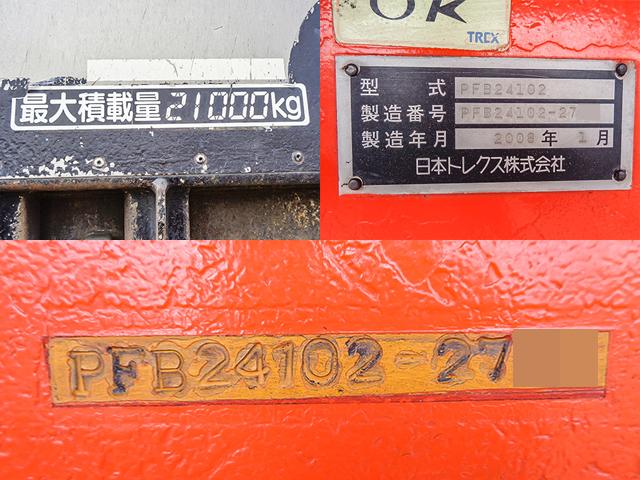 最大積載量21000kg
OK
TREX
型 式 PFB24102
製造番号 PFB24102-27
製造年月 2008年 1月
日本トレクス株式会社
PFB24102-27